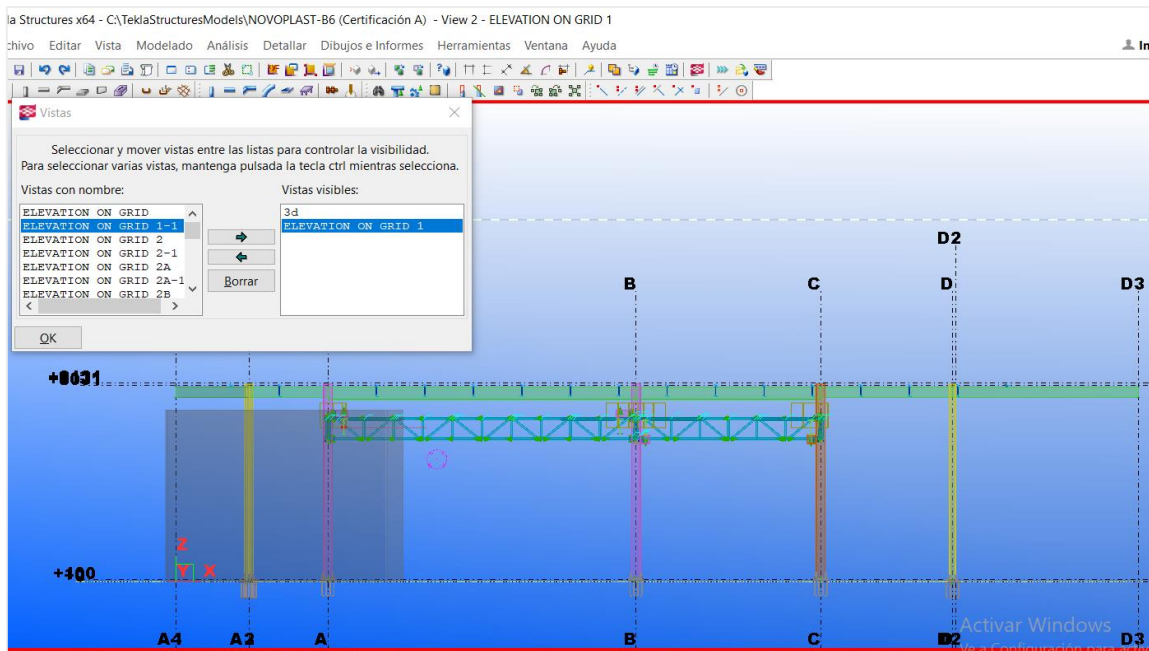 la Structures x64 - C:\TeklaStructuresModels\NOVOPLAST-B6 (Certificación A) - View 2 - ELEVATION ON GRID 1
chivo Editar Vista Modelado Análisis Detallar Dibujos e Informes Herramientas Ventana Ayuda
In
Vistas
Seleccionar y mover vistas entre las listas para controlar la visibilidad.
Para seleccionar varias vistas, mantenga pulsada la tecla ctrl mientras selecciona.
Vistas con nombre: Vistas visibles:
ELEVATION ON GRID
ELEVATION ON GRID 1-1
ELEVATION ON GRID 2
ELEVATION ON GRID 2-1
ELEVATION ON GRID 2A
ELEVATION ON GRID 2A-1
ELEVATION ON GRID 2B
3d
ELEVATION ON GRID 1
Borrar
OK
D2
B C D D3
Z
Y X
A4 A A B C D3
Activar Windows